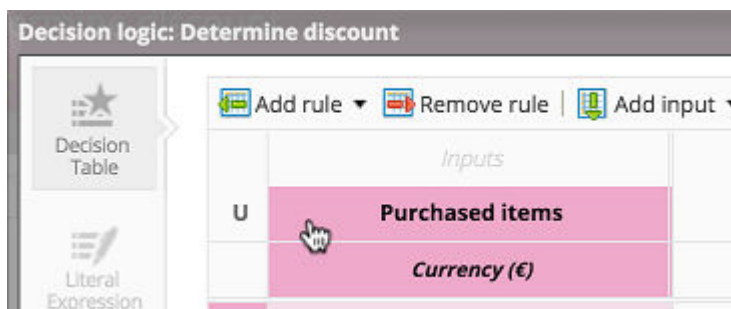 Decision logic: Determine discount
Add rule Remove rule Add input
Decision
Table
Inputs
U Purchased items
Currency (€)
Literal
Expression